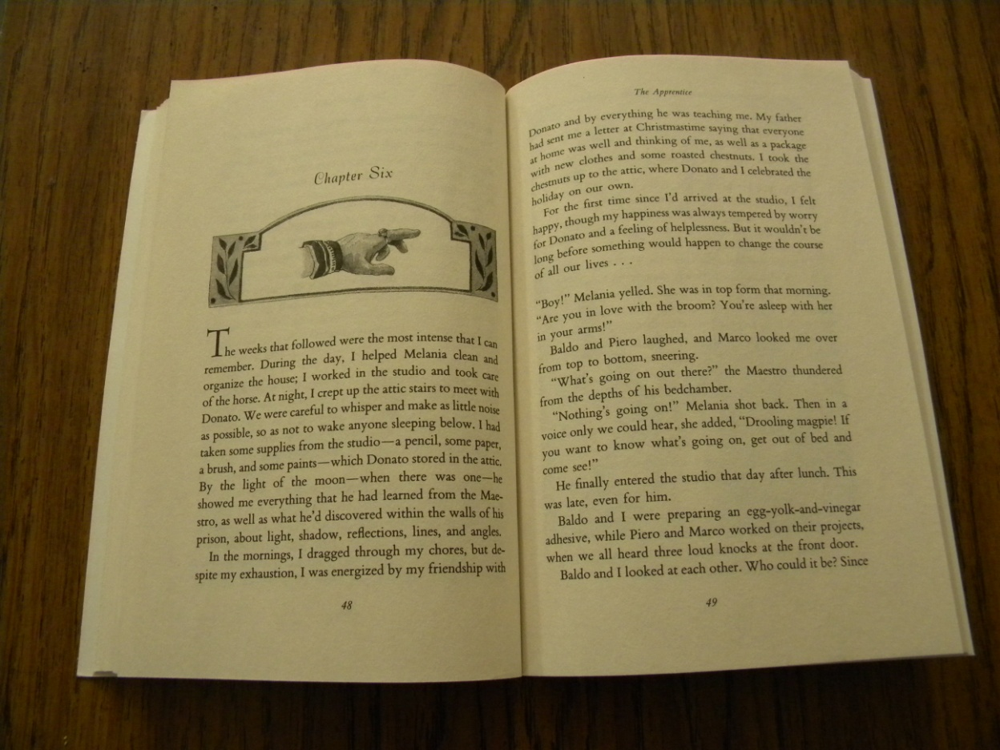 Chapter Six
The weeks that followed were the most intense that I can
remember. During the day, I helped Melania clean and
organize the house; I worked in the studio and took care
of the horse. At night, I crept up the attic stairs to meet with
Donato. We were careful to whisper and make as little noise
as possible, so as not to wake anyone sleeping below. I had
taken some supplies from the studio—a pencil, some paper,
a brush, and some paints—which Donato stored in the attic.
By the light of the moon—when there was one—he
showed me everything that he had learned from the Mae-
stro, as well as what he'd discovered within the walls of his
prison, about light, shadow, reflections, lines, and angles.
In the mornings, I dragged through my chores, but de-
spite my exhaustion, I was energized by my friendship with
48
The Apprentice
Donato and by everything he was teaching me. My father
had sent me a letter at Christmastime saying that everyone
at home was well and thinking of me, as well as a package
with new clothes and some roasted chestnuts. I took the
chestnuts up to the attic, where Donato and I celebrated the
holiday on our own.
For the first time since I'd arrived at the studio, I felt
happy, though my happiness was always tempered by worry
for Donato and a feeling of helplessness. But it wouldn't be
long before something would happen to change the course
of all our lives . . .
"Boy!" Melania yelled. She was in top form that morning.
"Are you in love with the broom? You're asleep with her
in your arms!"
Baldo and Piero laughed, and Marco looked me over
from top to bottom, sneering.
"What's going on out there?" the Maestro thundered
from the depths of his bedchamber.
"Nothing's going on!" Melania shot back. Then in a
voice only we could hear, she added, "Drooling magpie! If
you want to know what's going on, get out of bed and
come see!"
He finally entered the studio that day after lunch. This
was late, even for him.
Baldo and I were preparing an egg-yolk-and-vinegar
adhesive, while Piero and Marco worked on their projects,
when we all heard three loud knocks at the front door.
Baldo and I looked at each other. Who could it be? Since
49